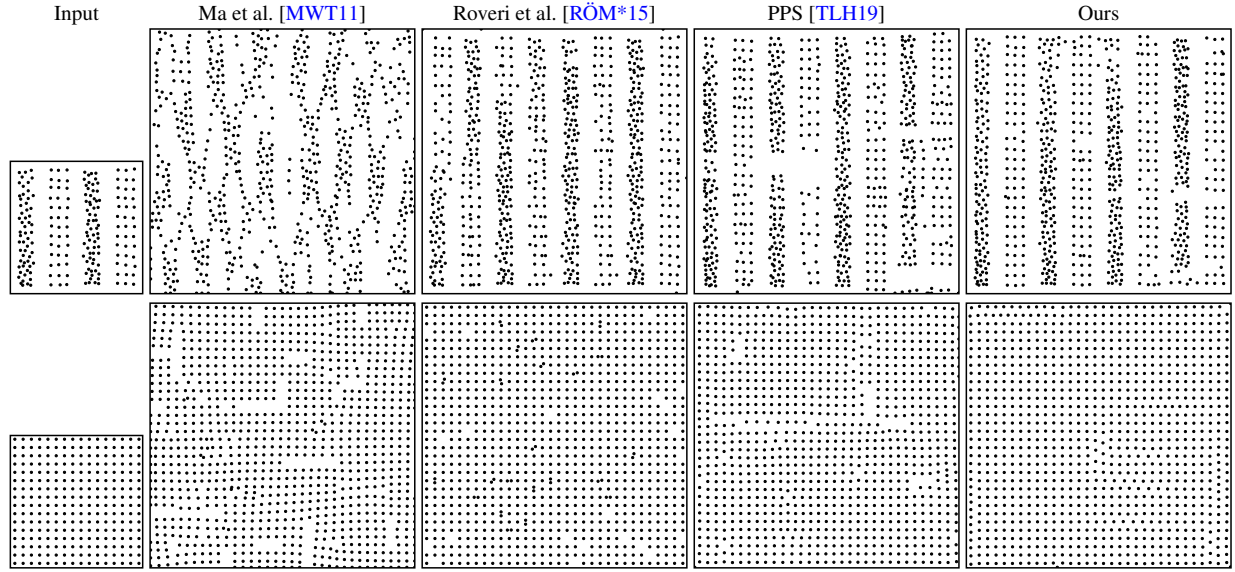 Input Ma et al. [MWT11] Roveri et al. [RÖM*15] PPS [TLH19] Ours